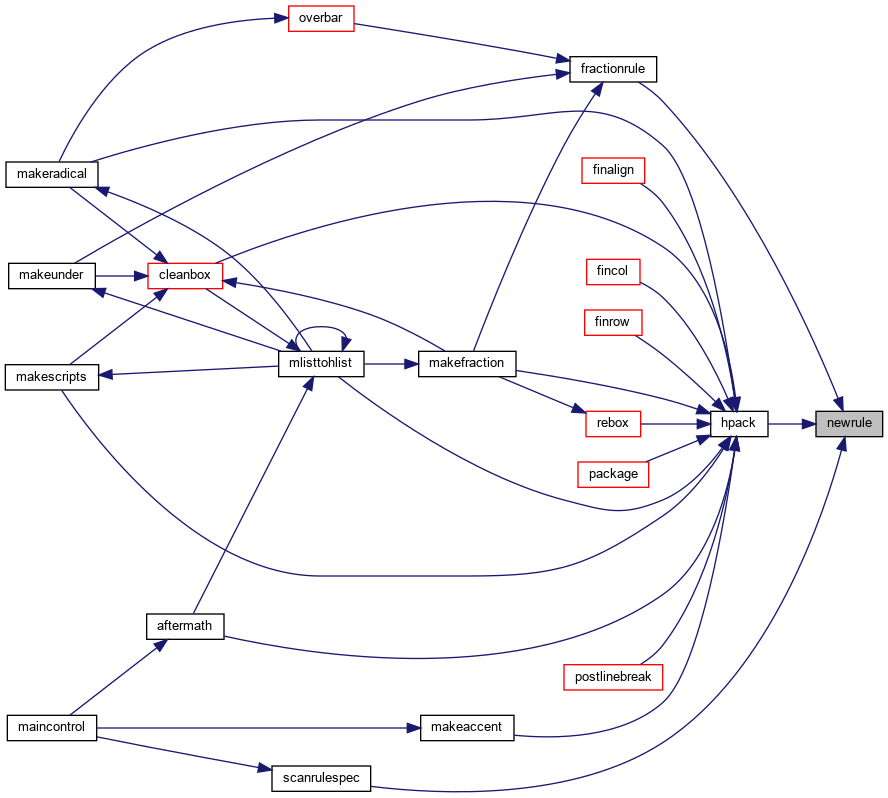 overbar
fractionrule
finalign
makeradical
fincol
makeunder
cleanbox
finrow
mlisttohlist
makefraction
makescripts
rebox
hpack
newrule
package
aftermath
postlinebreak
maincontrol
makeaccent
scanrulespec